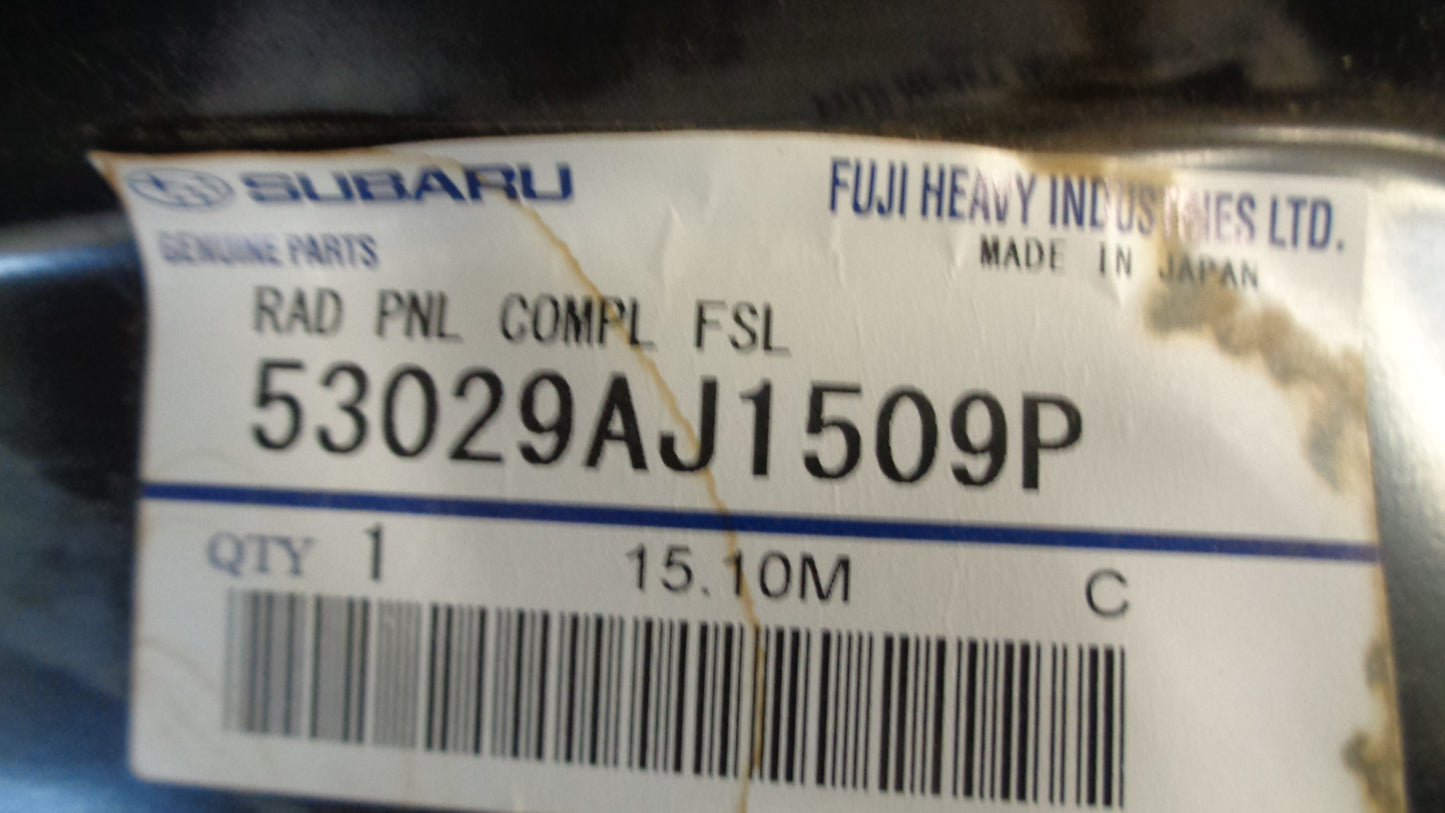 SUBARU
FUJI HEAVY INDUSTRIES LTD.
GENUINE PARTS
MADE IN JAPAN
RAD PNL COMPL FSL
53029AJ1509P
QTY 1 15.10M C